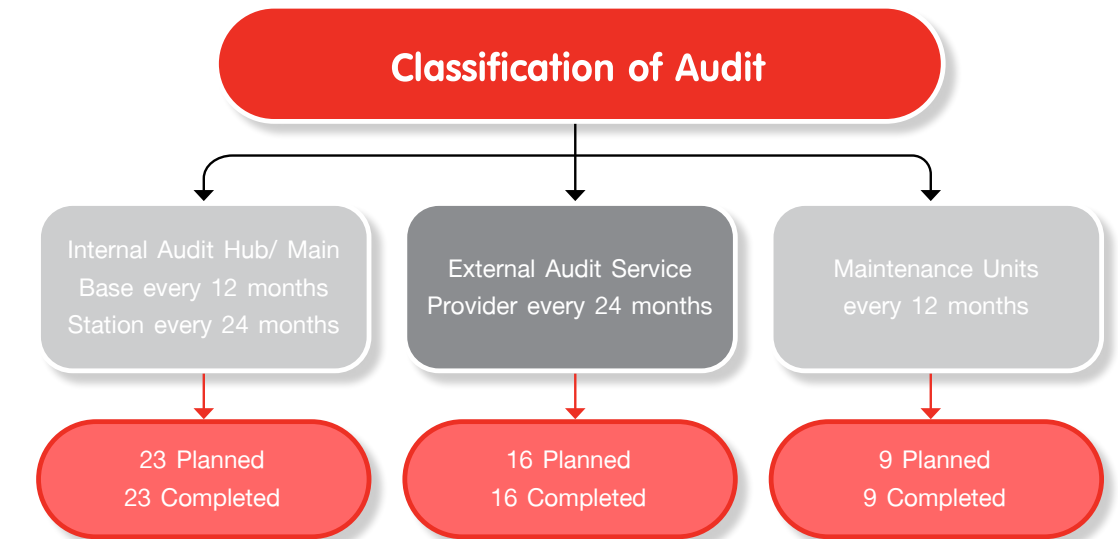 Classification of Audit
Internal Audit Hub/ Main
Base every 12 months
Station every 24 months
External Audit Service
Provider every 24 months
Maintenance Units
every 12 months
23 Planned
23 Completed
16 Planned
16 Completed
9 Planned
9 Completed